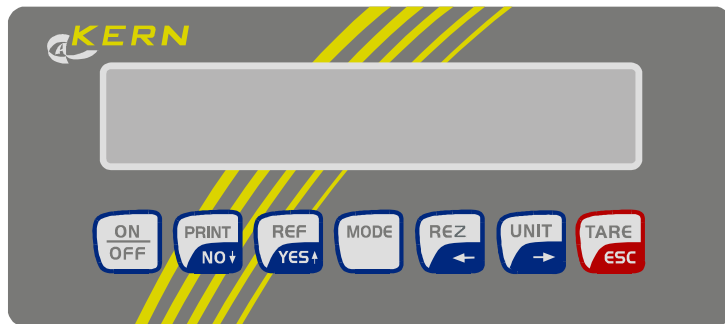 KERN
ON PRINT REF MODE REZ UNIT TARE
OFF NO↓ YES↑ ← → ESC